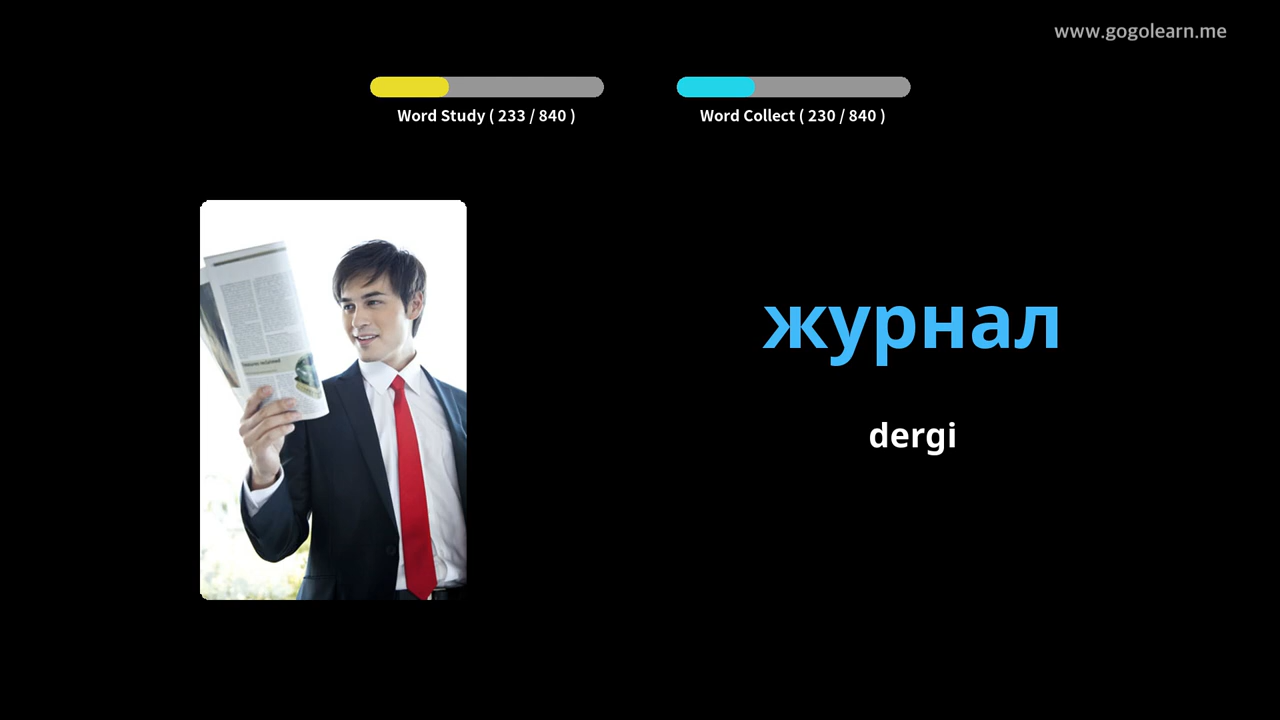 www.gogolearn.me
Word Study ( 233 / 840 )
Word Collect ( 230 / 840 )
журнал
dergi